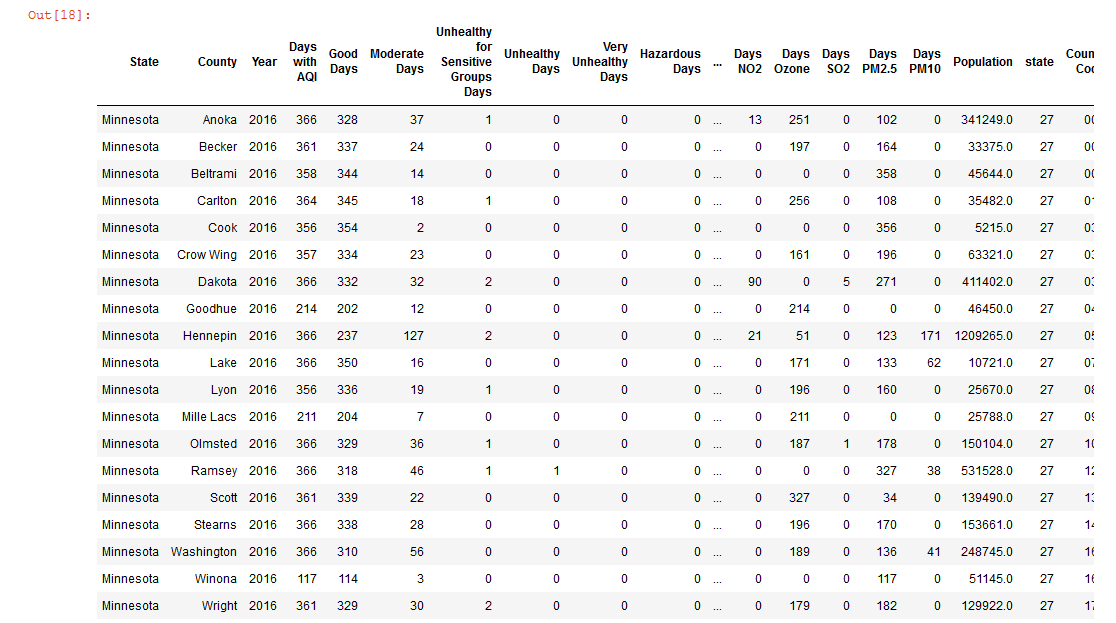 Out[18]:
State County Year Days with AQI Good Days Moderate Days Unhealthy for Sensitive Groups Days Unhealthy Days Very Unhealthy Days Hazardous Days ... Days NO2 Days Ozone Days SO2 Days PM2.5 Days PM10 Population state
Minnesota Anoka 2016 366 328 37 1 0 0 0 ... 13 251 0 102 0 341249.0 27 00
Minnesota Becker 2016 361 337 24 0 0 0 0 ... 0 197 0 164 0 33375.0 27 00
Minnesota Beltrami 2016 358 344 14 0 0 0 0 ... 0 0 0 358 0 45644.0 27 00
Minnesota Carlton 2016 364 345 18 1 0 0 0 ... 0 256 0 108 0 35482.0 27 01
Minnesota Cook 2016 356 354 2 0 0 0 0 ... 0 0 0 356 0 5215.0 27 03
Minnesota Crow Wing 2016 357 334 23 0 0 0 0 ... 0 161 0 196 0 63321.0 27 03
Minnesota Dakota 2016 366 332 32 2 0 0 0 ... 90 0 5 271 0 411402.0 27 03
Minnesota Goodhue 2016 214 202 12 0 0 0 0 ... 0 214 0 0 0 46450.0 27 04
Minnesota Hennepin 2016 366 237 127 2 0 0 0 ... 21 51 0 123 171 1209265.0 27 05
Minnesota Lake 2016 366 350 16 0 0 0 0 ... 0 171 0 133 62 10721.0 27 07
Minnesota Lyon 2016 356 336 19 1 0 0 0 ... 0 196 0 160 0 25670.0 27 08
Minnesota Mille Lacs 2016 211 204 7 0 0 0 0 ... 0 211 0 0 0 25788.0 27 09
Minnesota Olmsted 2016 366 329 36 1 0 0 0 ... 0 187 1 178 0 150104.0 27 10
Minnesota Ramsey 2016 366 318 46 1 1 0 0 ... 0 0 0 327 38 531528.0 27 12
Minnesota Scott 2016 361 339 22 0 0 0 0 ... 0 327 0 34 0 139490.0 27 13
Minnesota Stearns 2016 366 338 28 0 0 0 0 ... 0 196 0 170 0 153661.0 27 14
Minnesota Washington 2016 366 310 56 0 0 0 0 ... 0 189 0 136 41 248745.0 27 16
Minnesota Winona 2016 117 114 3 0 0 0 0 ... 0 0 0 117 0 51145.0 27 16
Minnesota Wright 2016 361 329 30 2 0 0 0 ... 0 179 0 182 0 129922.0 27 17